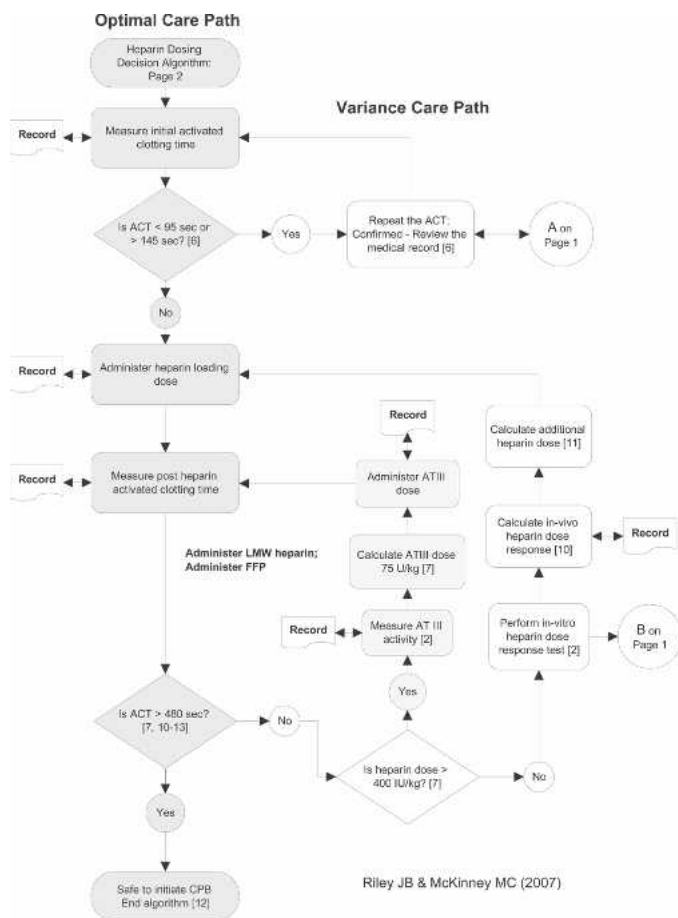 Optimal Care Path
Heparin Dosing
Decision Algorithm:
Page 2
Variance Care Path
Record
Measure initial activated
clotting time
Is ACT < 95 sec or
> 145 sec? [6]
Yes
Repeat the ACT:
Confirmed - Review the
medical record [6]
A on
Page 1
No
Record
Administer heparin loading
dose
Record
Calculate additional
heparin dose [11]
Record
Measure post heparin
activated clotting time
Administer ATIII
dose
Administer LMW heparin;
Administer FFP
Calculate ATIII dose
75 U/kg [7]
Calculate in-vivo
heparin dose
response [10]
Record
Record
Measure AT III
activity [2]
Perform in-vitro
heparin dose
response test [2]
B on
Page 1
Yes
Is ACT > 480 sec?
[7, 10-13]
No
Is heparin dose >
400 IU/kg? [7]
No
Yes
Safe to initiate CPB
End algorithm [12]
Riley JB & McKinney MC (2007)